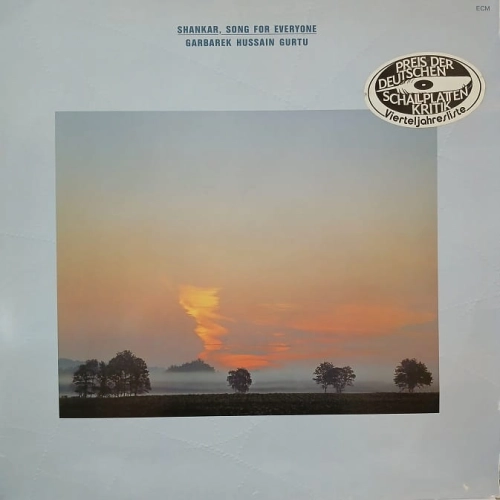 ECM
SHANKAR, SONG FOR EVERYONE
GARBAREK HUSSAIN GURTU
PREIS DER
DEUTSCHEN
SCHALLPLATTEN
KRITIK
Vierteljahresliste